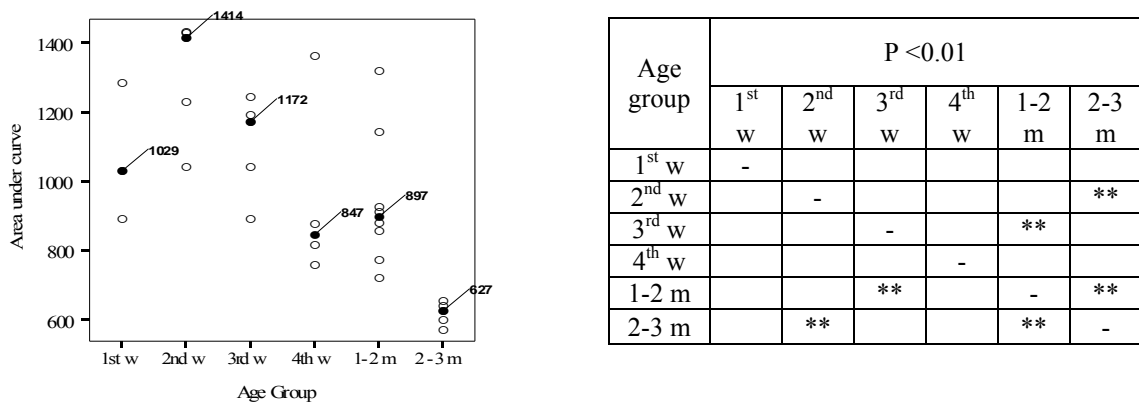 1414
1400
1200
1172
1029
1000
897
847
800
627
600
Area under curve
1st w 2nd w 3rd w 4th w 1-2 m 2-3 m
Age Group
Age group P <0.01
1st w 2nd w 3rd w 4th w 1-2 m 2-3 m
1st w -
2nd w - **
3rd w - **
4th w -
1-2 m ** - **
2-3 m ** ** -